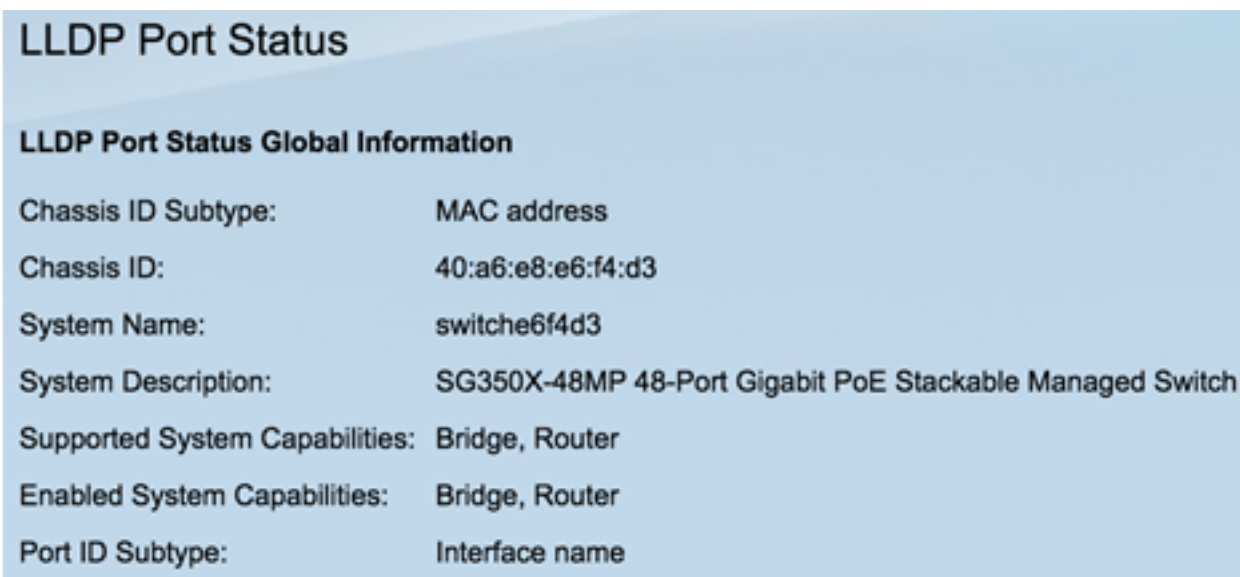 LLDP Port Status
LLDP Port Status Global Information
Chassis ID Subtype: MAC address
Chassis ID: 40:a6:e8:e6:f4:d3
System Name: switche6f4d3
System Description: SG350X-48MP 48-Port Gigabit PoE Stackable Managed Switch
Supported System Capabilities: Bridge, Router
Enabled System Capabilities: Bridge, Router
Port ID Subtype: Interface name